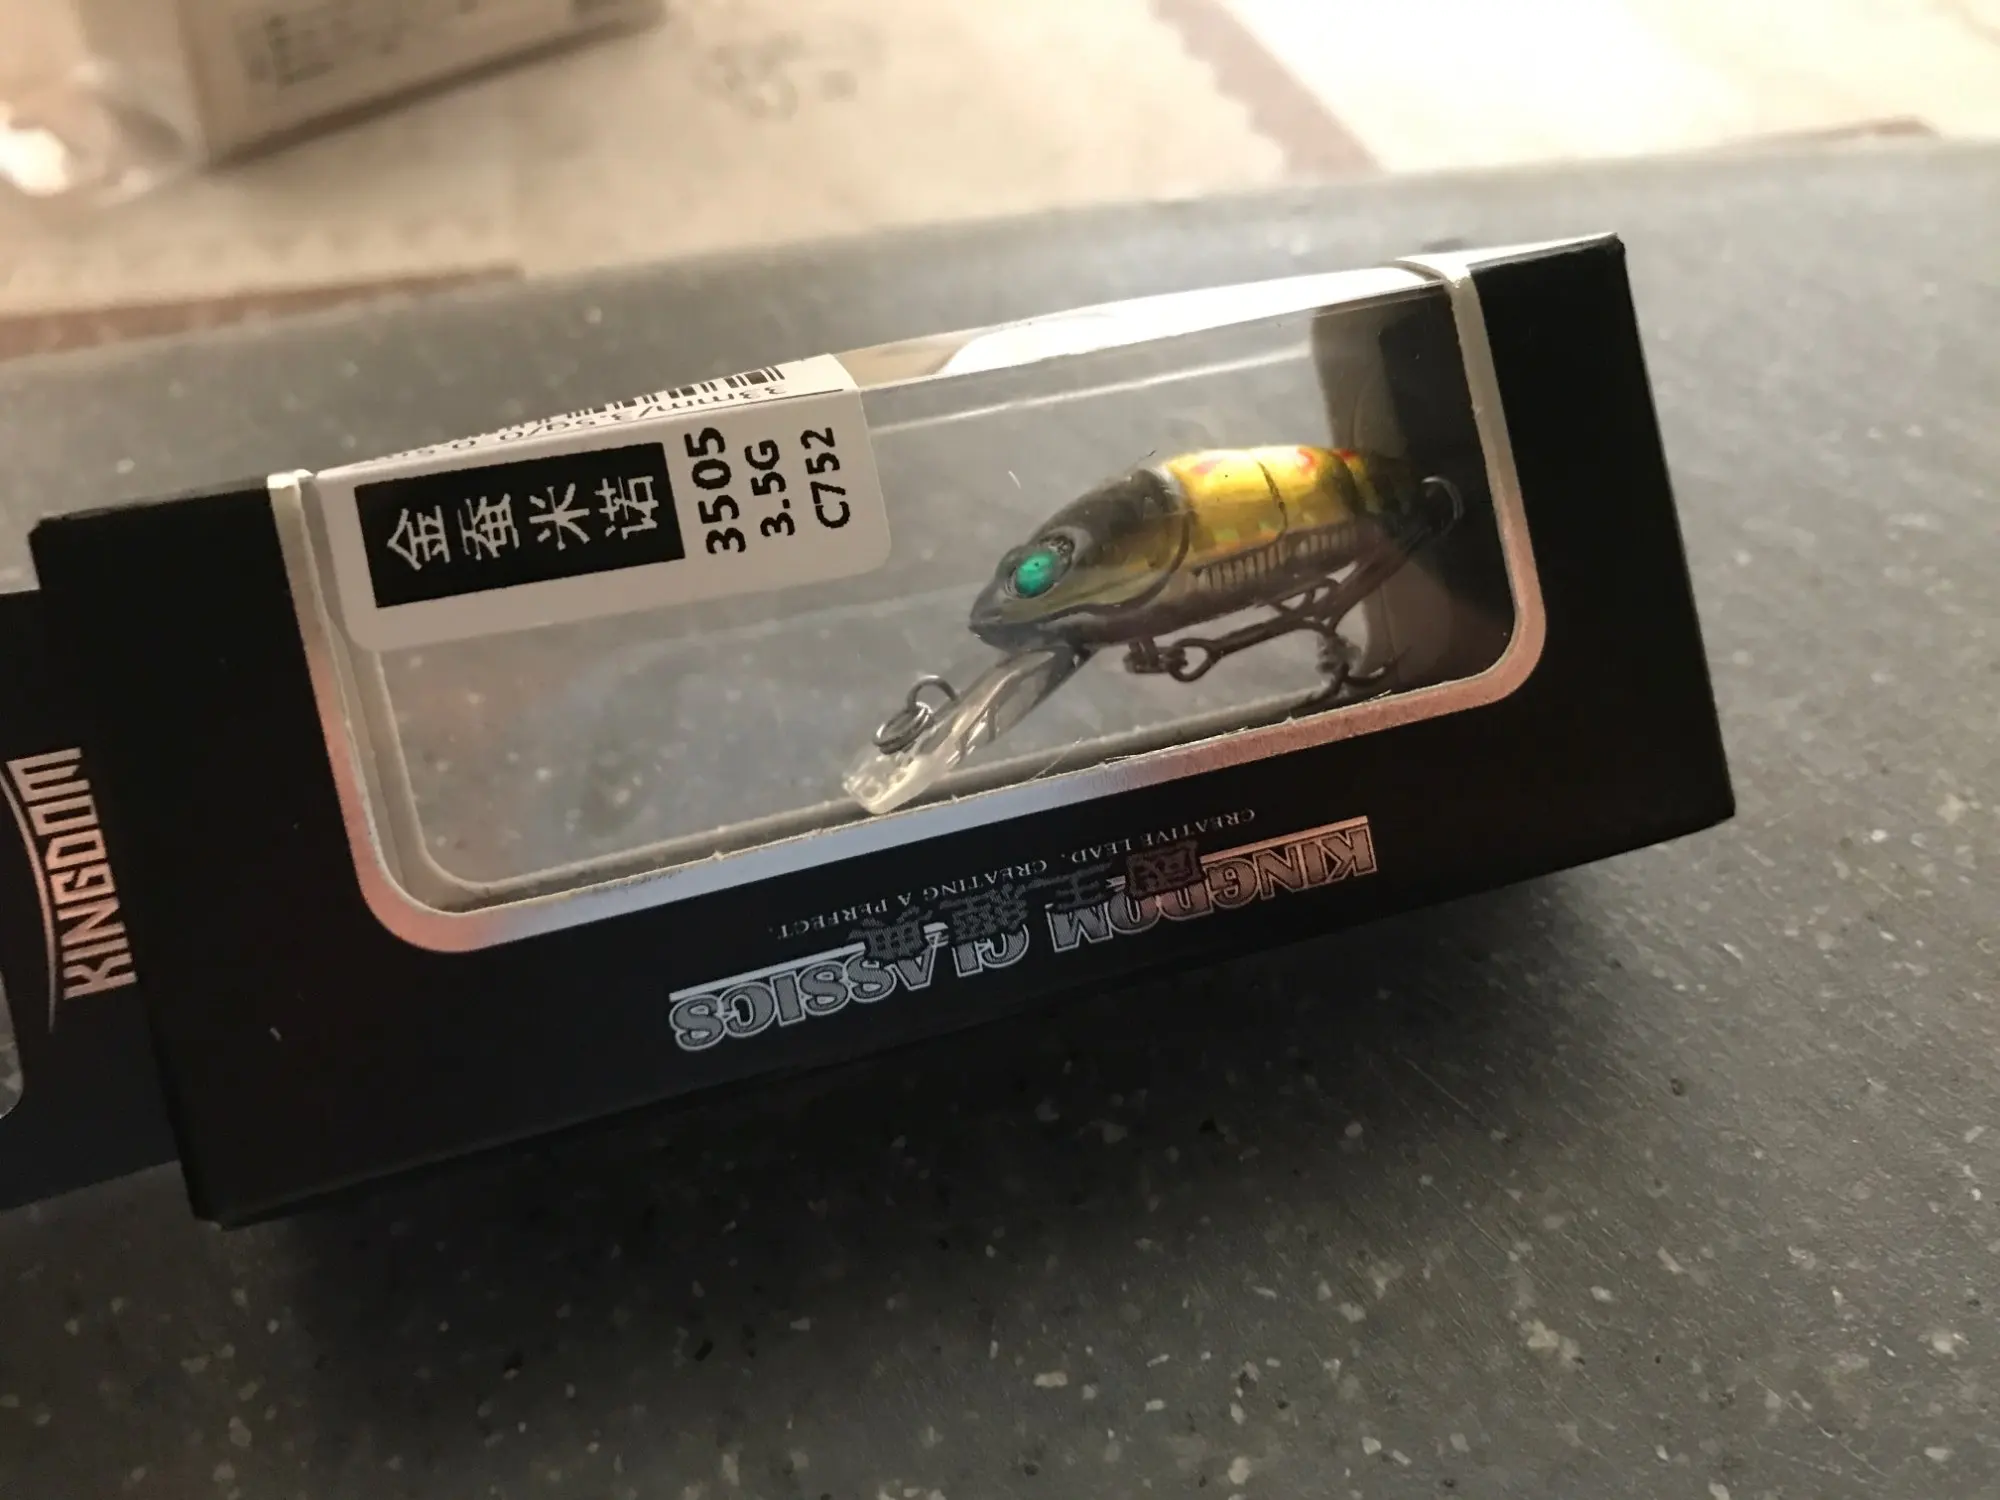 金蚕米诺
3505
3.5G
C752
KINGDOM
KINGDOM CLASSICS
CREATIVE LEAD. CREATING A PERFECT.